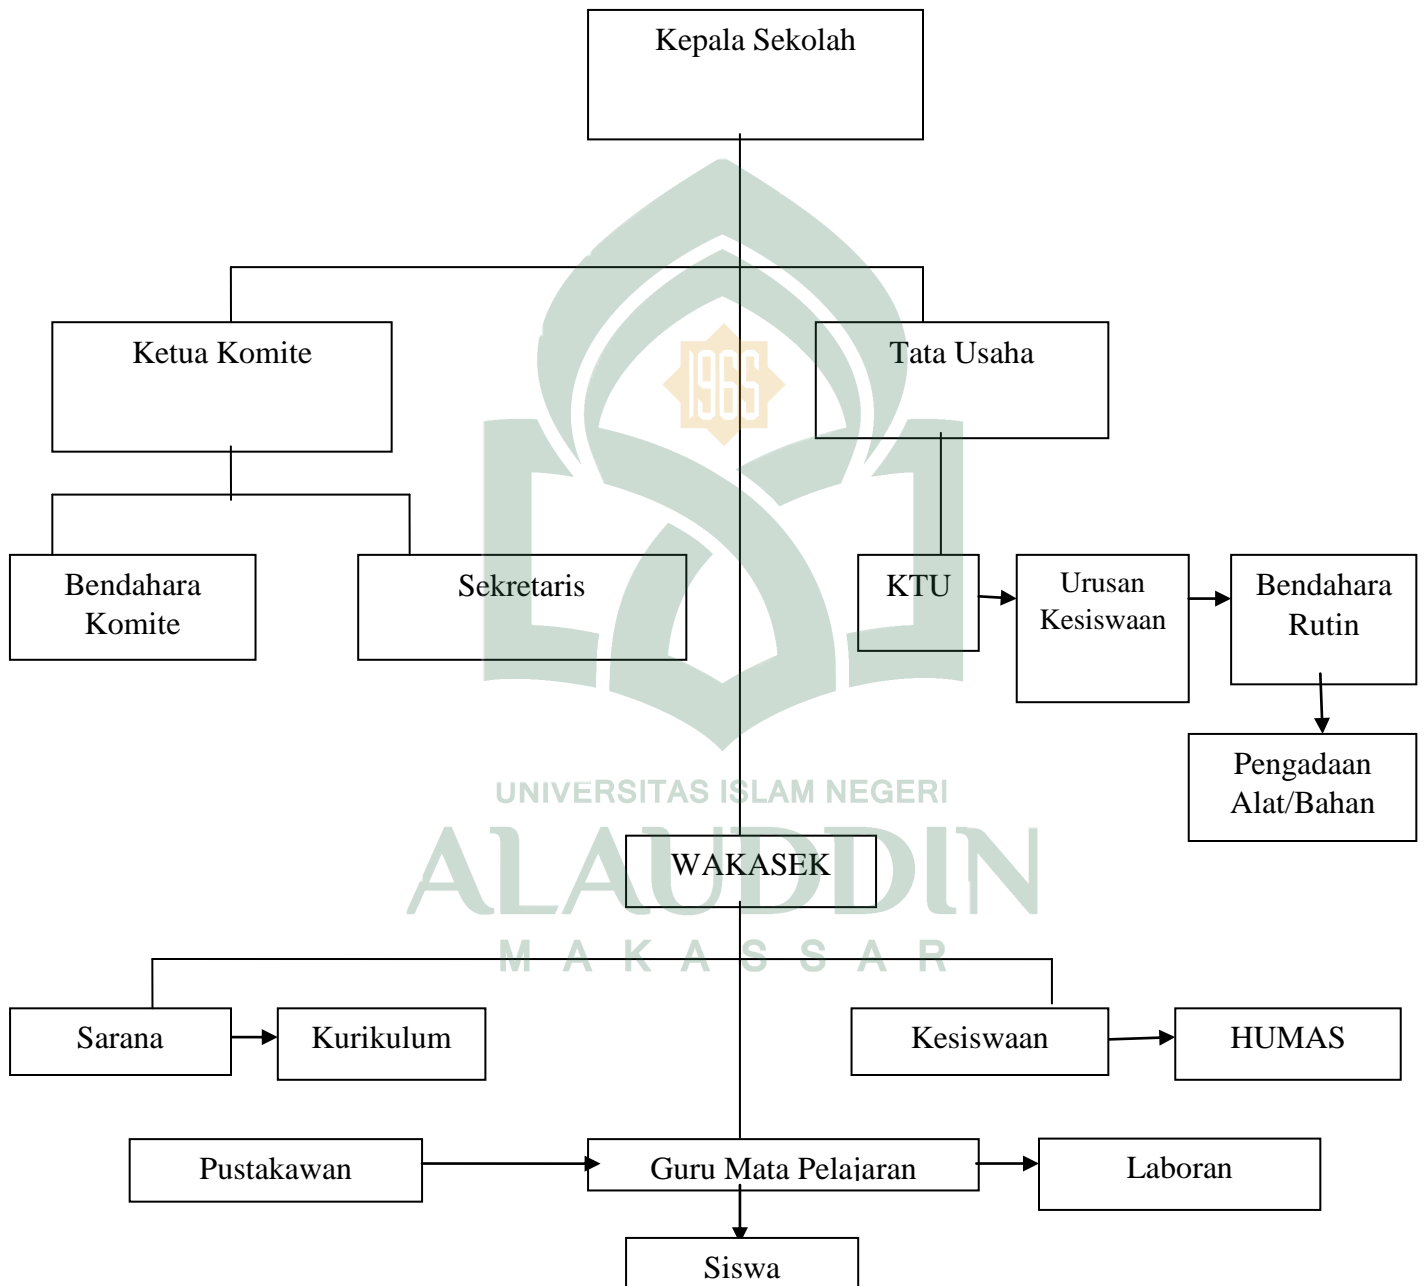 Kepala Sekolah
Ketua Komite
Tata Usaha
1965
Bendahara
Komite
Sekretaris
KTU
Urusan
Kesiswaan
Bendahara
Rutin
Pengadaan
Alat/Bahan
UNIVERSITAS ISLAM NEGERI
ALAUDDIN
MAKASSAR
WAKASEK
Sarana
Kurikulum
Kesiswaan
HUMAS
Pustakawan
Guru Mata Pelajaran
Laboran
Siswa